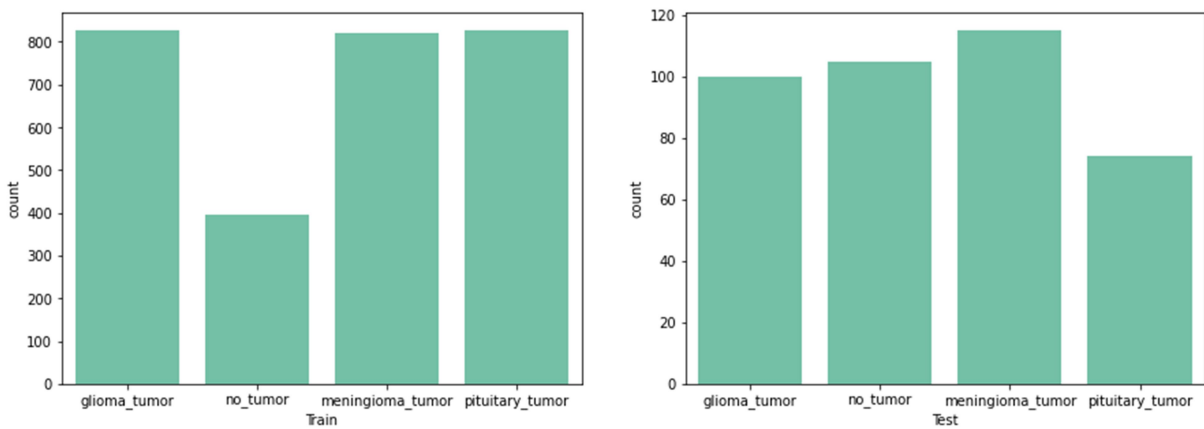 800
700
600
500
400
300
200
100
0
count
glioma_tumor no_tumor meningioma_tumor pituitary_tumor
Train
120
100
80
60
40
20
0
count
glioma_tumor no_tumor meningioma_tumor pituitary_tumor
Test